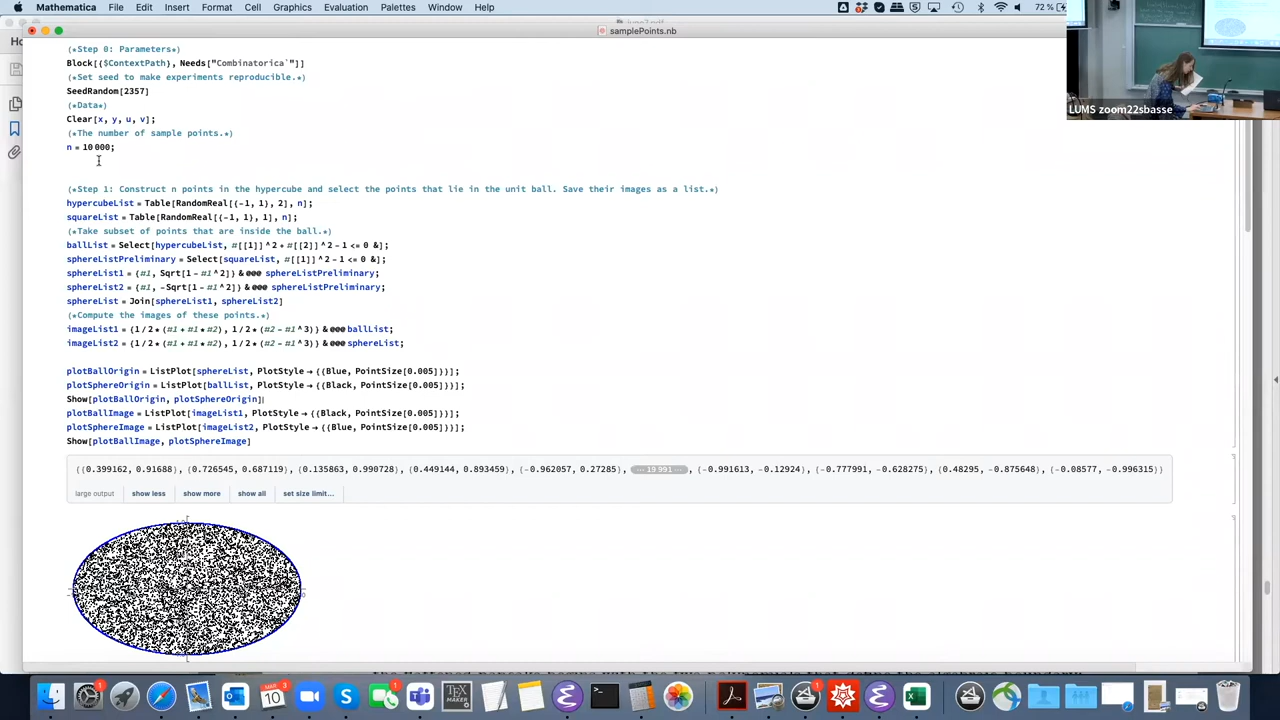 Mathematica File Edit Insert Format Cell Graphics Evaluation Palettes Window Help
72 %
samplePoints.nb
(*Step 0: Parameters*)
Block[{$ContextPath}, Needs["Combinatorica`"]]
(*Set seed to make experiments reproducible.*)
SeedRandom[2357]
(*Data*)
Clear[x, y, u, v];
(*The number of sample points.*)
n = 10 000;
(*Step 1: Construct n points in the hypercube and select the points that lie in the unit ball. Save their images as a list.*)
hypercubeList = Table[RandomReal[{-1, 1}, 2], n];
squareList = Table[RandomReal[{-1, 1}, 1], n];
(*Take subset of points that are inside the ball.*)
ballList = Select[hypercubeList, #[[1]]^2 + #[[2]]^2 - 1 <= 0 &];
sphereListPreliminary = Select[squareList, #[[1]]^2 - 1 <= 0 &];
sphereList1 = {#1, Sqrt[1 - #1^2]} & @@@ sphereListPreliminary;
sphereList2 = {#1, -Sqrt[1 - #1^2]} & @@@ sphereListPreliminary;
sphereList = Join[sphereList1, sphereList2]
(*Compute the images of these points.*)
imageList1 = {1/2*(#1 + #1*#2), 1/2*(#2 - #1^3)} & @@@ ballList;
imageList2 = {1/2*(#1 + #1*#2), 1/2*(#2 - #1^3)} & @@@ sphereList;
plotBallOrigin = ListPlot[sphereList, PlotStyle → {{Blue, PointSize[0.005]}}];
plotSphereOrigin = ListPlot[ballList, PlotStyle → {{Black, PointSize[0.005]}}];
Show[plotBallOrigin, plotSphereOrigin]
plotBallImage = ListPlot[imageList1, PlotStyle → {{Black, PointSize[0.005]}}];
plotSphereImage = ListPlot[imageList2, PlotStyle → {{Blue, PointSize[0.005]}}];
Show[plotBallImage, plotSphereImage]
{{0.399162, 0.91688}, {0.726545, 0.687119}, {0.135863, 0.990728}, {0.449144, 0.893459}, {-0.962057, 0.27285}, ⋯ 19 991 ⋯, {-0.991613, -0.12924}, {-0.777991, -0.628275}, {0.48295, -0.875648}, {-0.08577, -0.996315}}
large output show less show more show all set size limit...
LUMS zoom22sbasse